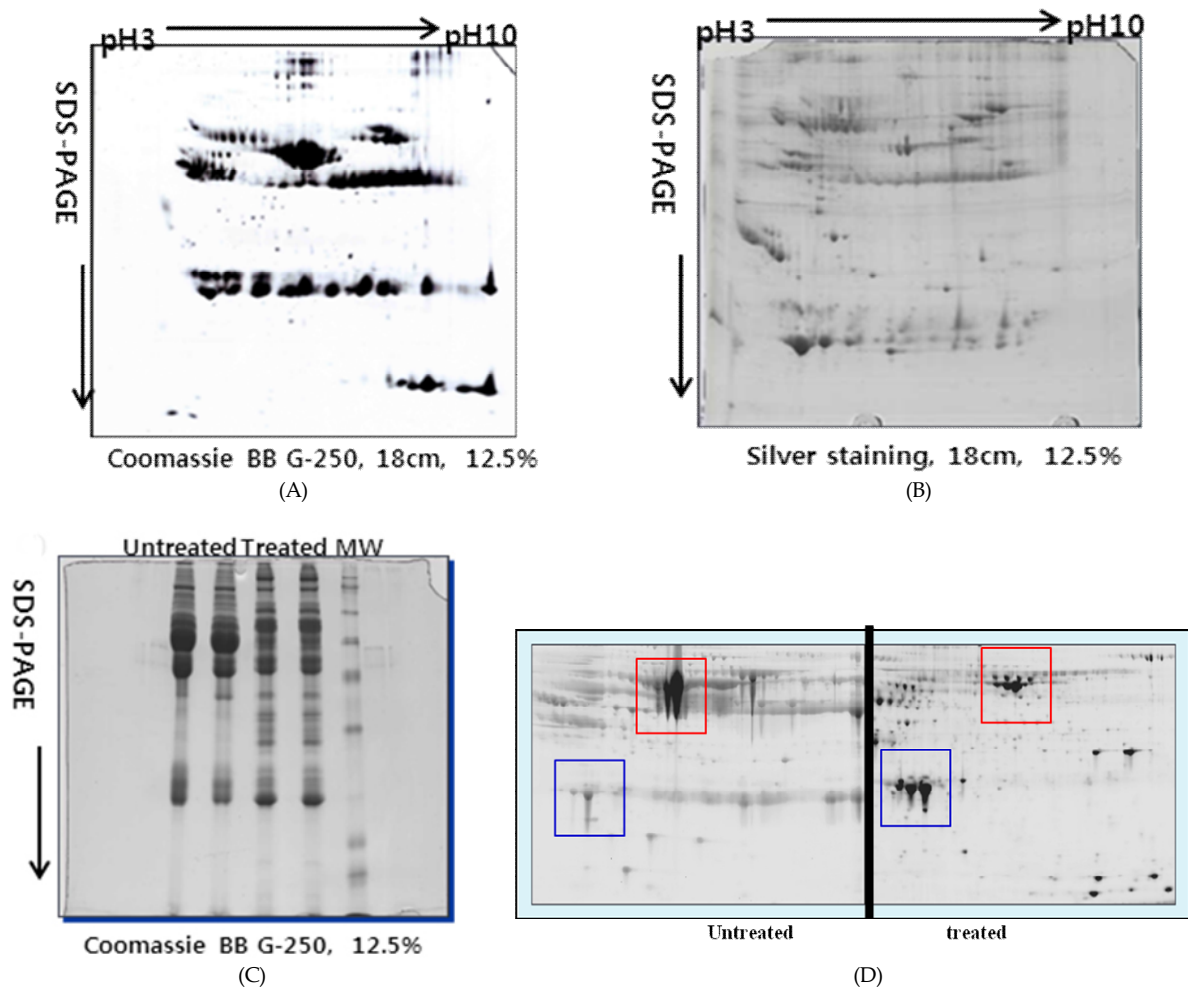 pH3 pH10
SDS-PAGE
Coomassie BB G-250, 18cm, 12.5%
(A)
pH3 pH10
SDS-PAGE
Silver staining, 18cm, 12.5%
(B)
Untreated Treated MW
SDS-PAGE
Coomassie BB G-250, 12.5%
(C)
Untreated treated
(D)